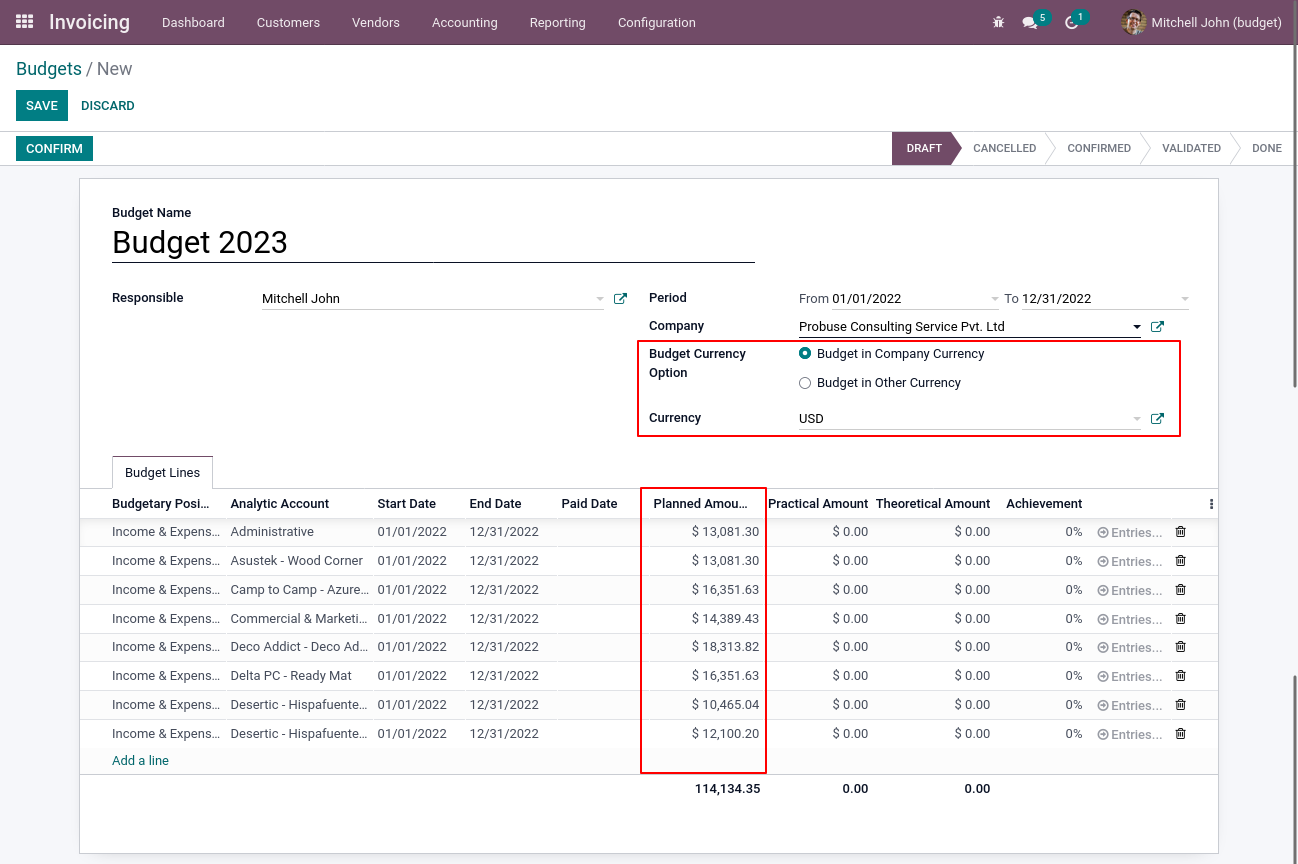 Invoicing Dashboard Customers Vendors Accounting Reporting Configuration 5 1 Mitchell John (budget)
Budgets / New
SAVE DISCARD
CONFIRM DRAFT CANCELLED CONFIRMED VALIDATED DONE
Budget Name
Budget 2023
Responsible Mitchell John Period From 01/01/2022 To 12/31/2022
Company Probuse Consulting Service Pvt. Ltd
Budget Currency Budget in Company Currency
Option
Budget in Other Currency
Currency USD
Budget Lines
Budgetary Posi... Analytic Account Start Date End Date Paid Date Planned Amou... Practical Amount Theoretical Amount Achievement
Income & Expens... Administrative 01/01/2022 12/31/2022 $ 13,081.30 $ 0.00 $ 0.00 0% Entries...
Income & Expens... Asustek - Wood Corner 01/01/2022 12/31/2022 $ 13,081.30 $ 0.00 $ 0.00 0% Entries...
Income & Expens... Camp to Camp - Azure... 01/01/2022 12/31/2022 $ 16,351.63 $ 0.00 $ 0.00 0% Entries...
Income & Expens... Commercial & Marketi... 01/01/2022 12/31/2022 $ 14,389.43 $ 0.00 $ 0.00 0% Entries...
Income & Expens... Deco Addict - Deco Ad... 01/01/2022 12/31/2022 $ 18,313.82 $ 0.00 $ 0.00 0% Entries...
Income & Expens... Delta PC - Ready Mat 01/01/2022 12/31/2022 $ 16,351.63 $ 0.00 $ 0.00 0% Entries...
Income & Expens... Desertic - Hispafuente... 01/01/2022 12/31/2022 $ 10,465.04 $ 0.00 $ 0.00 0% Entries...
Income & Expens... Desertic - Hispafuente... 01/01/2022 12/31/2022 $ 12,100.20 $ 0.00 $ 0.00 0% Entries...
Add a line
114,134.35 0.00 0.00